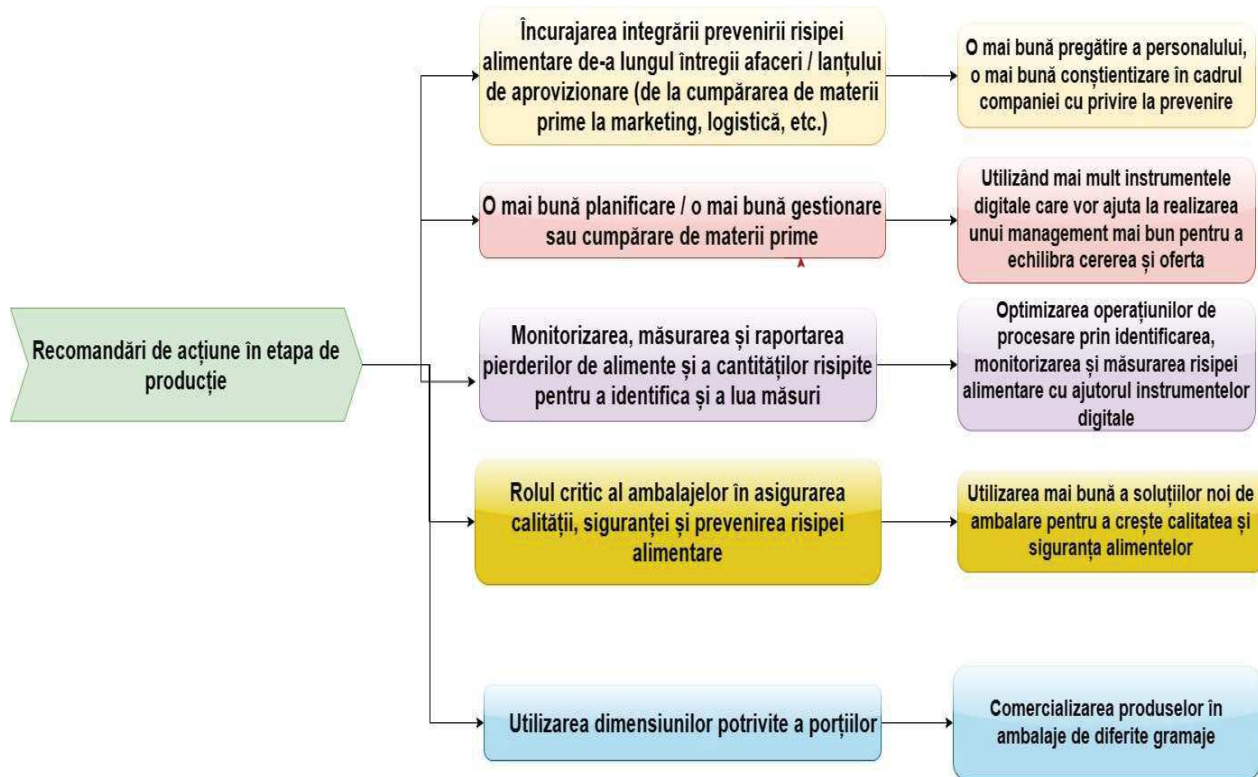 Încurajarea integrării prevenirii risipei
alimentare de-a lungul întregii afaceri / lanțului
de aprovizionare (de la cumpărarea de materii
prime la marketing, logistică, etc.)
O mai bună pregătire a personalului,
o mai bună conștientizare în cadrul
companiei cu privire la prevenire
O mai bună planificare / o mai bună gestionare
sau cumpărare de materii prime
Utilizând mai mult instrumentele
digitale care vor ajuta la realizarea
unui management mai bun pentru a
echilibra cererea și oferta
Recomandări de acțiune în etapa de
producție
Monitorizarea, măsurarea și raportarea
pierderilor de alimente și a cantităților risipite
pentru a identifica și a lua măsuri
Optimizarea operațiunilor de
procesare prin identificarea,
monitorizarea și măsurarea risipei
alimentare cu ajutorul instrumentelor
digitale
Rolul critic al ambalajelor în asigurarea
calității, siguranței și prevenirea risipei
alimentare
Utilizarea mai bună a soluțiilor noi de
ambalare pentru a crește calitatea și
siguranța alimentelor
Utilizarea dimensiunilor potrivite a porțiilor
Comercializarea produselor în
ambalaje de diferite gramaje